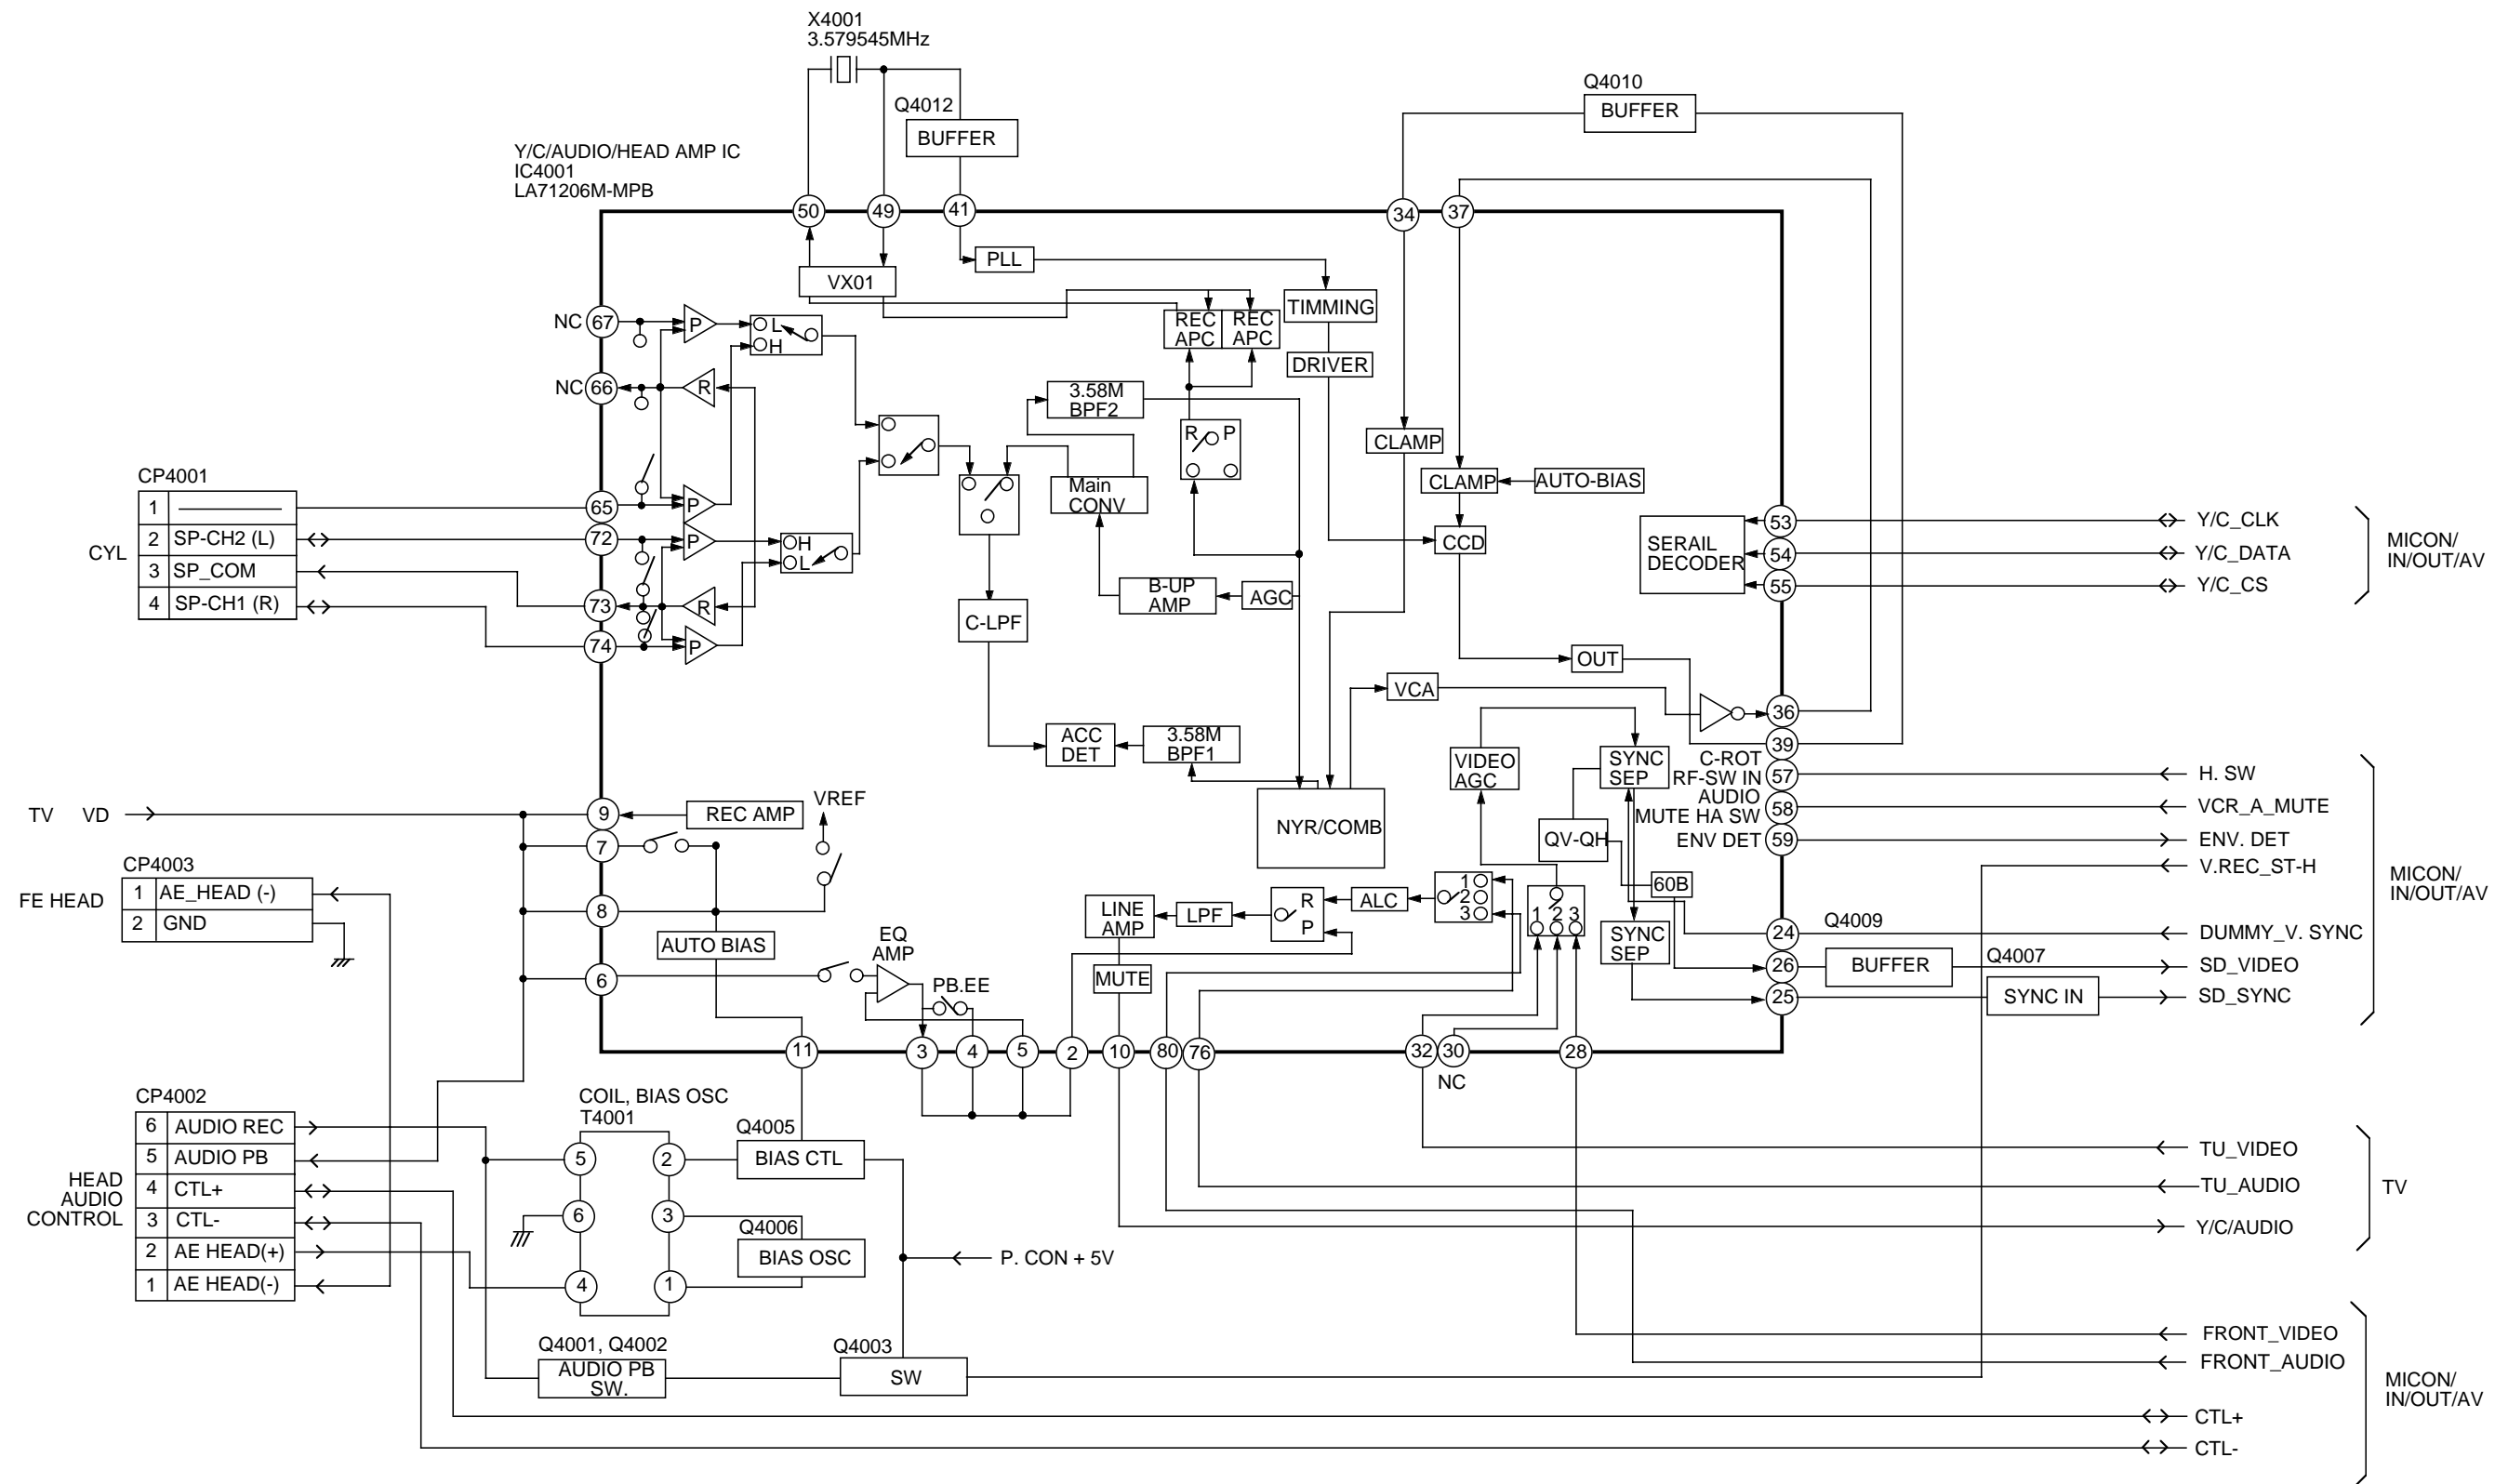 X4001
3.579545MHz
Q4012
BUFFER
Q4010
BUFFER
Y/C/AUDIO/HEAD AMP IC
IC4001
LA71206M-MPB
50
49
41
34
37
PLL
VX01
TIMMING
REC
APC
REC
APC
DRIVER
NC
67
P
L
H
NC
66
R
3.58M
BPF2
R
P
CLAMP
CLAMP
AUTO-BIAS
Main
CONV
CCD
65
P
72
P
H
L
73
R
74
P
CP4001
1
2
SP-CH2 (L)
3
SP_COM
4
SP-CH1 (R)
CYL
B-UP
AMP
AGC
C-LPF
SERAIL
DECODER
53
54
55
Y/C_CLK
Y/C_DATA
Y/C_CS
MICON/
IN/OUT/AV
OUT
VCA
36
39
ACC
DET
3.58M
BPF1
VIDEO
AGC
SYNC
SEP
C-ROT
RF-SW IN
57
H. SW
AUDIO
MUTE HA SW
58
VCR_A_MUTE
ENV DET
59
ENV. DET
V.REC_ST-H
MICON/
IN/OUT/AV
NYR/COMB
QV-QH
60B
TV
VD
9
REC AMP
VREF
7
8
AUTO BIAS
6
EQ
AMP
PB.EE
CP4003
FE HEAD
1
AE_HEAD (-)
2
GND
LINE
AMP
LPF
R
P
ALC
1
2
3
1
2
3
MUTE
SYNC
SEP
24
Q4009
DUMMY_V. SYNC
26
BUFFER
Q4007
SD_VIDEO
25
SYNC IN
SD_SYNC
11
3
4
5
2
10
80
76
32
30
NC
28
CP4002
6
AUDIO REC
5
AUDIO PB
4
CTL+
3
CTL-
2
AE HEAD(+)
1
AE HEAD(-)
HEAD
AUDIO
CONTROL
COIL, BIAS OSC
T4001
5
2
6
3
4
1
Q4005
BIAS CTL
Q4006
BIAS OSC
P. CON + 5V
TU_VIDEO
TU_AUDIO
Y/C/AUDIO
TV
Q4001, Q4002
AUDIO PB
SW.
Q4003
SW
FRONT_VIDEO
FRONT_AUDIO
CTL+
CTL-
MICON/
IN/OUT/AV